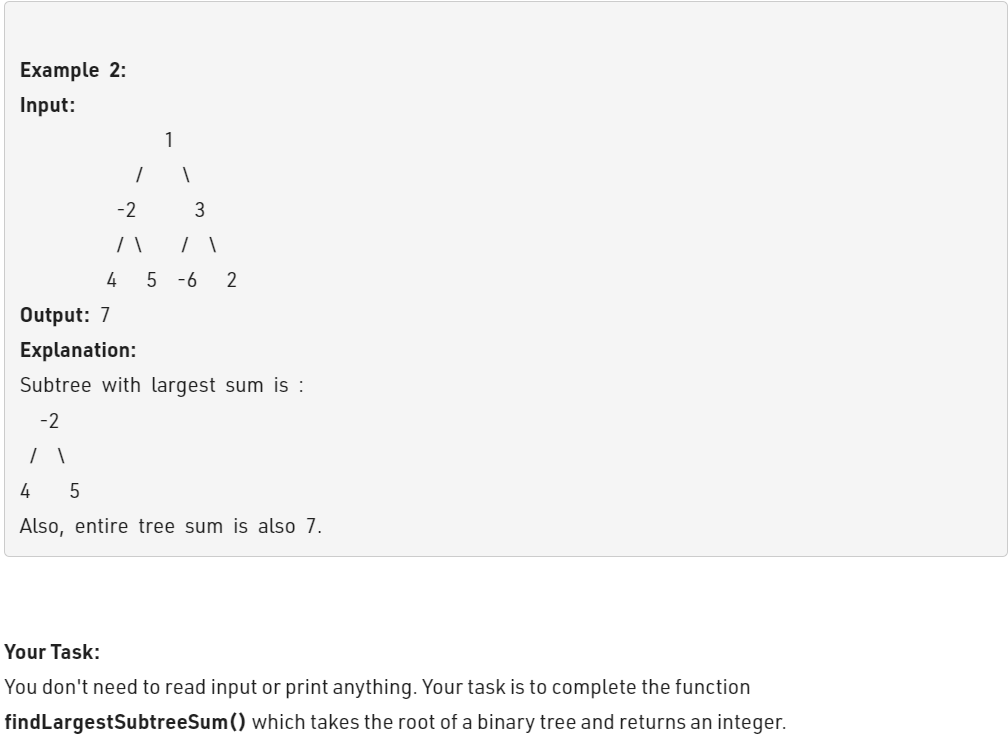 Example 2:
Input:
1
/ \
-2 3
/ \ / \
4 5 -6 2
Output: 7
Explanation:
Subtree with largest sum is :
-2
/ \
4 5
Also, entire tree sum is also 7.
Your Task:
You don't need to read input or print anything. Your task is to complete the function
findLargestSubtreeSum() which takes the root of a binary tree and returns an integer.